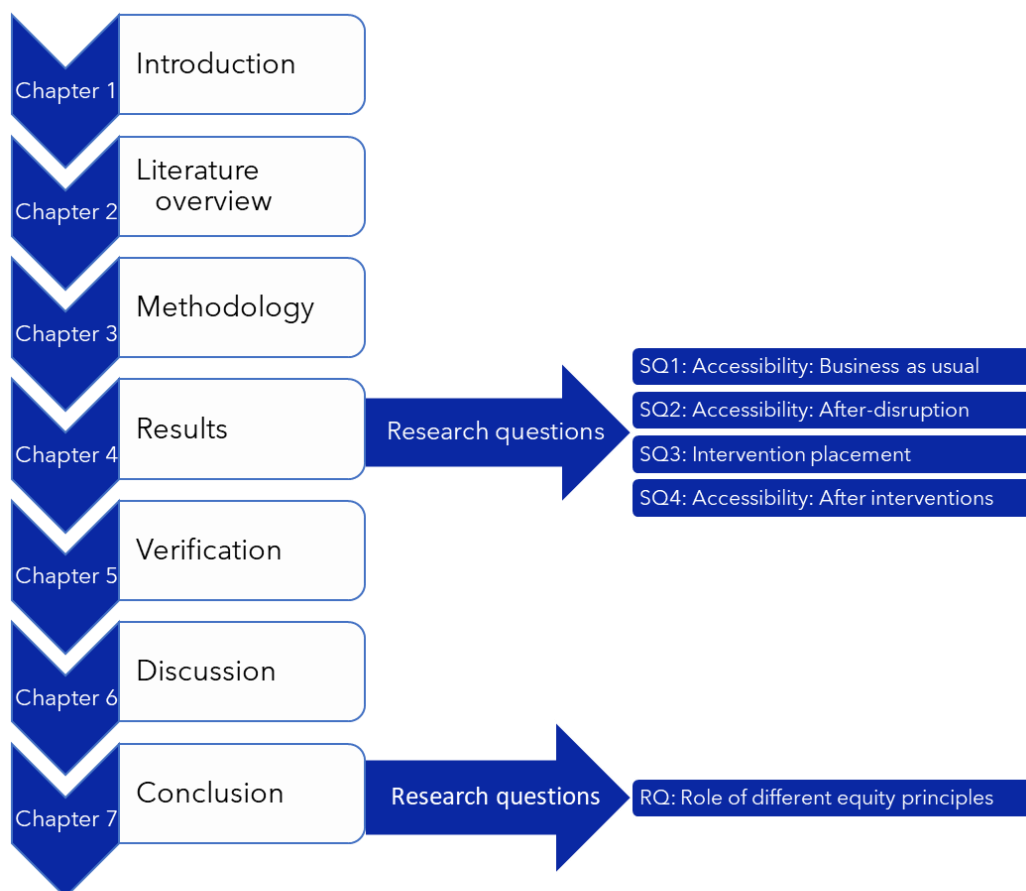 Chapter 1
Introduction
Chapter 2
Literature
overview
Chapter 3
Methodology
Chapter 4
Results
Research questions
SQ1: Accessibility: Business as usual
SQ2: Accessibility: After-disruption
SQ3: Intervention placement
SQ4: Accessibility: After interventions
Chapter 5
Verification
Chapter 6
Discussion
Chapter 7
Conclusion
Research questions
RQ: Role of different equity principles